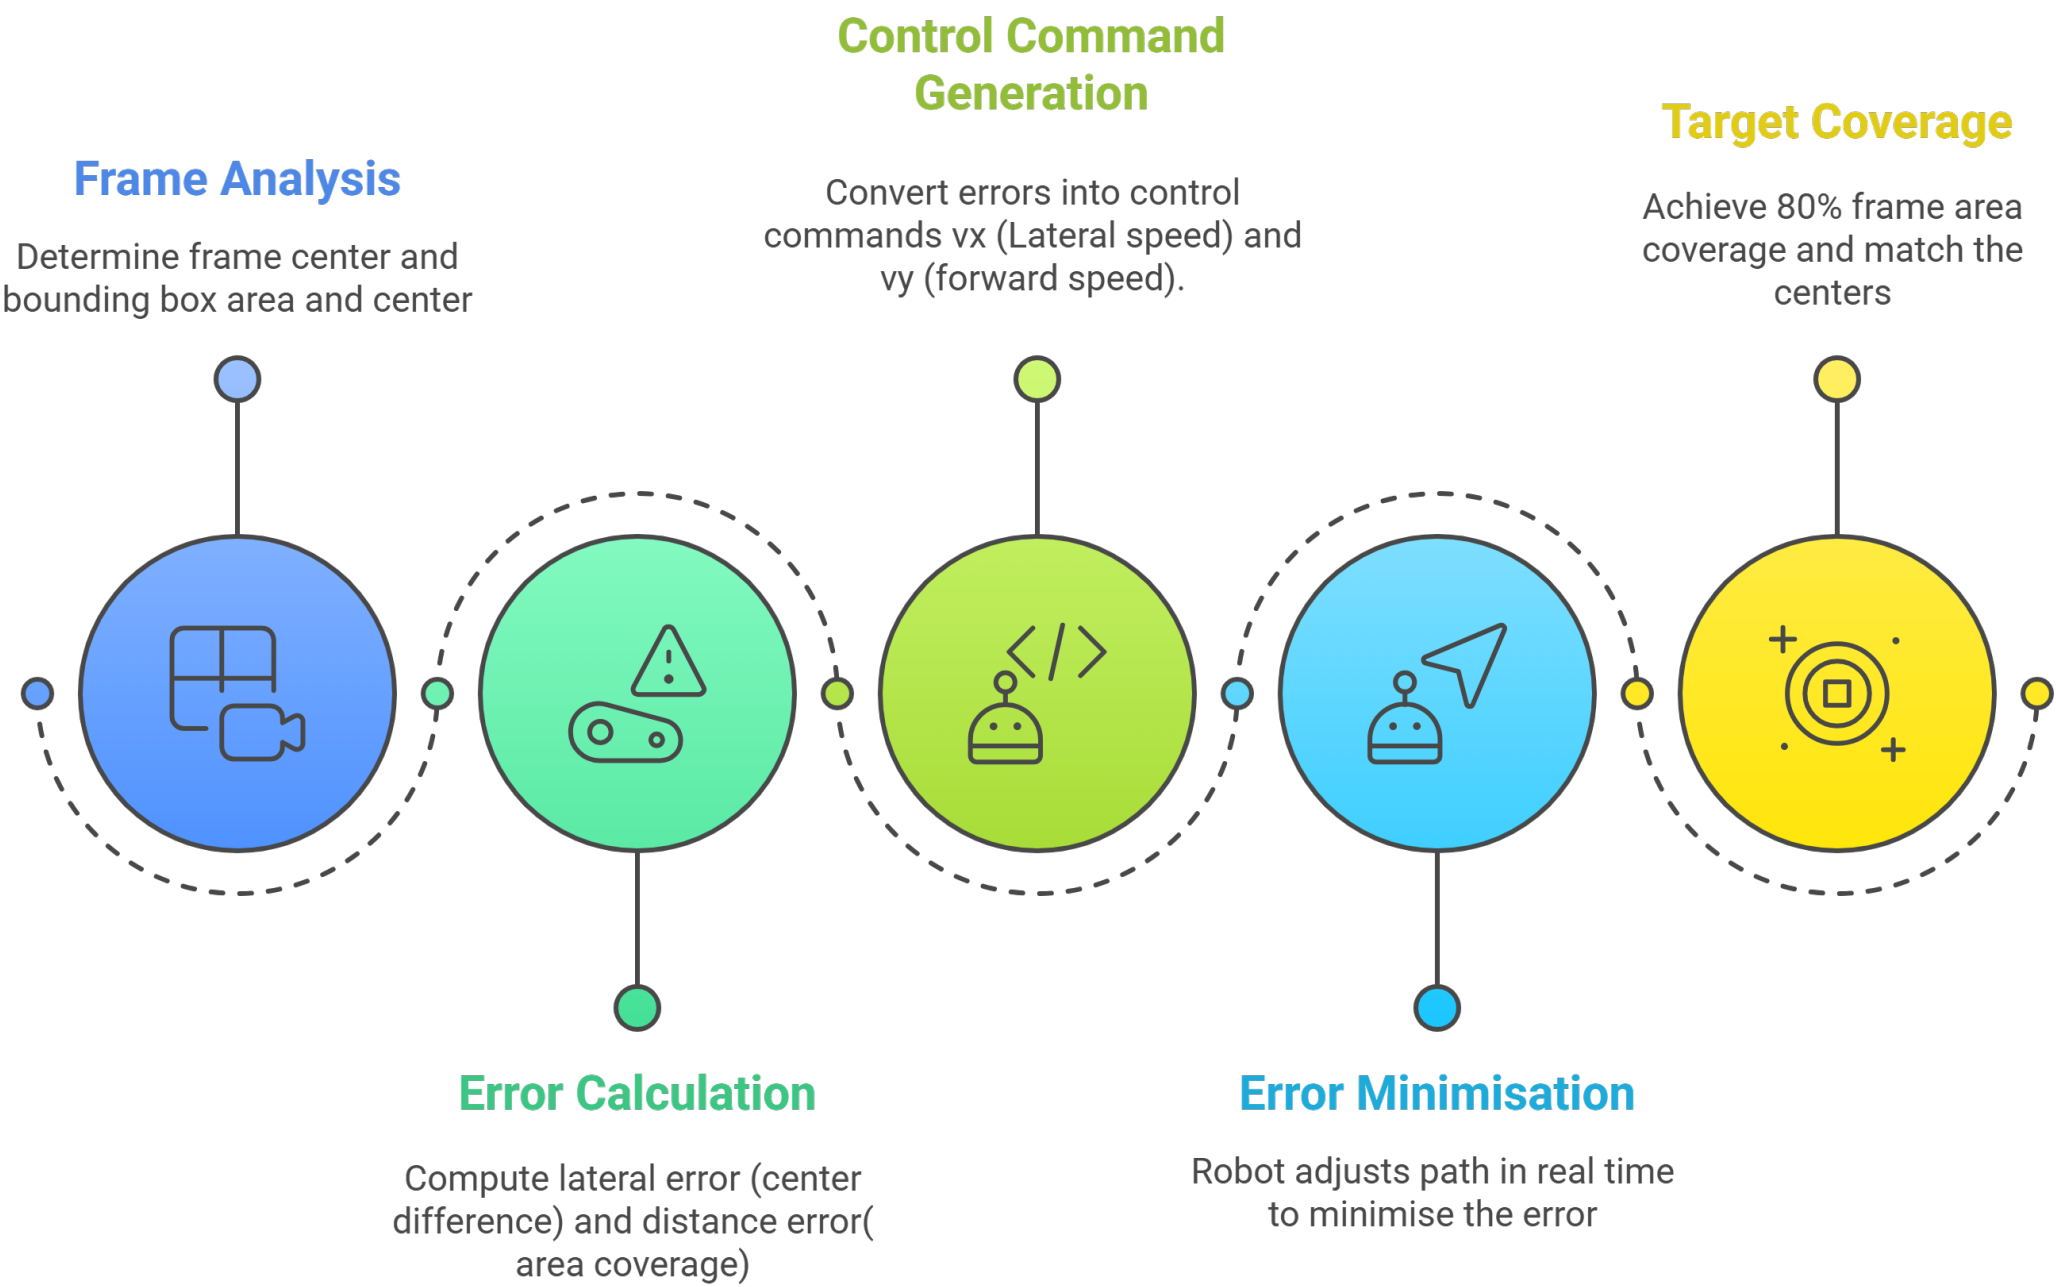 Frame Analysis
Determine frame center and
bounding box area and center
Error Calculation
Compute lateral error (center
difference) and distance error(
area coverage)
Control Command
Generation
Convert errors into control
commands vx (Lateral speed) and
vy (forward speed).
Error Minimisation
Robot adjusts path in real time
to minimise the error
Target Coverage
Achieve 80% frame area
coverage and match the
centers